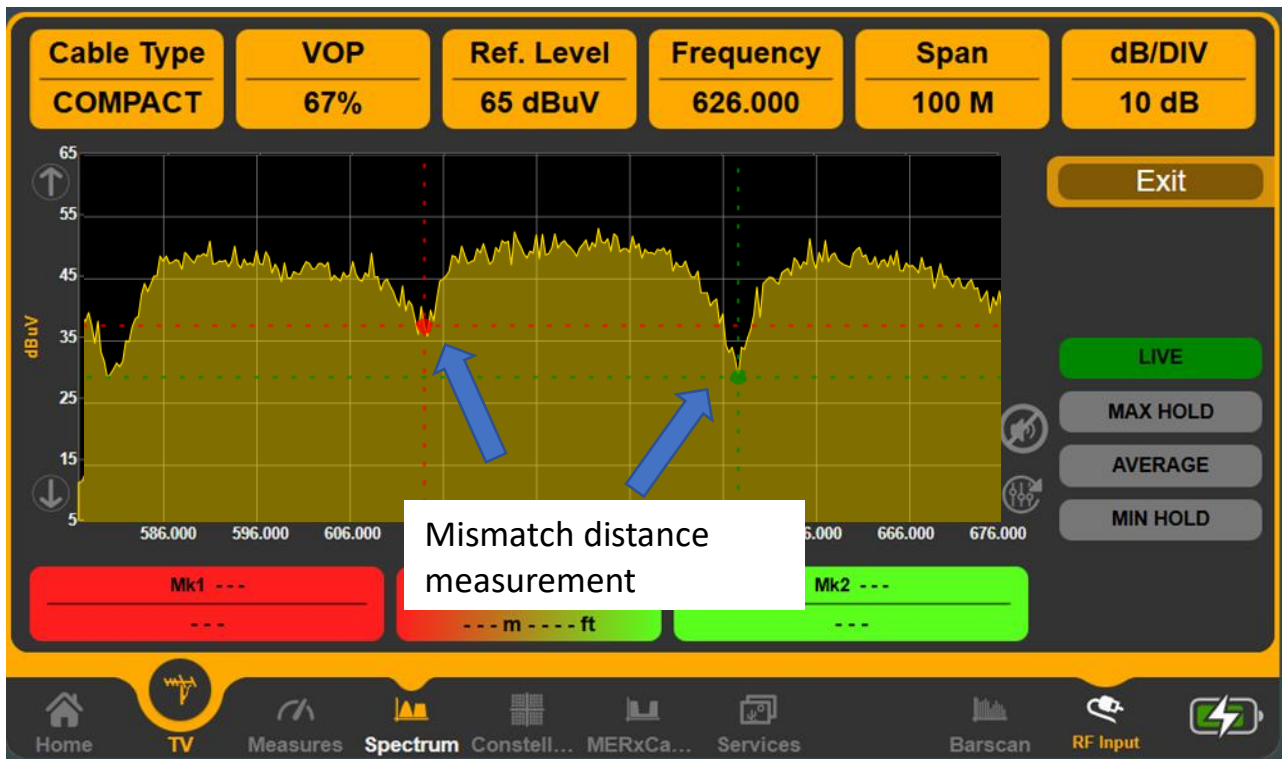 Cable Type VOP Ref. Level Frequency Span dB/DIV
COMPACT 67% 65 dBuV 626.000 100 M 10 dB
65
Exit
55
45
dBuV
35
LIVE
25
MAX HOLD
15
AVERAGE
5
MIN HOLD
586.000 596.000 606.000 666.000 676.000
Mismatch distance
measurement
Mk1 - - -
Mk2 - - -
- - -
- - - m - - - - ft
- - -
Home TV Measures Spectrum Constell... MERxCa... Services Barscan RF Input